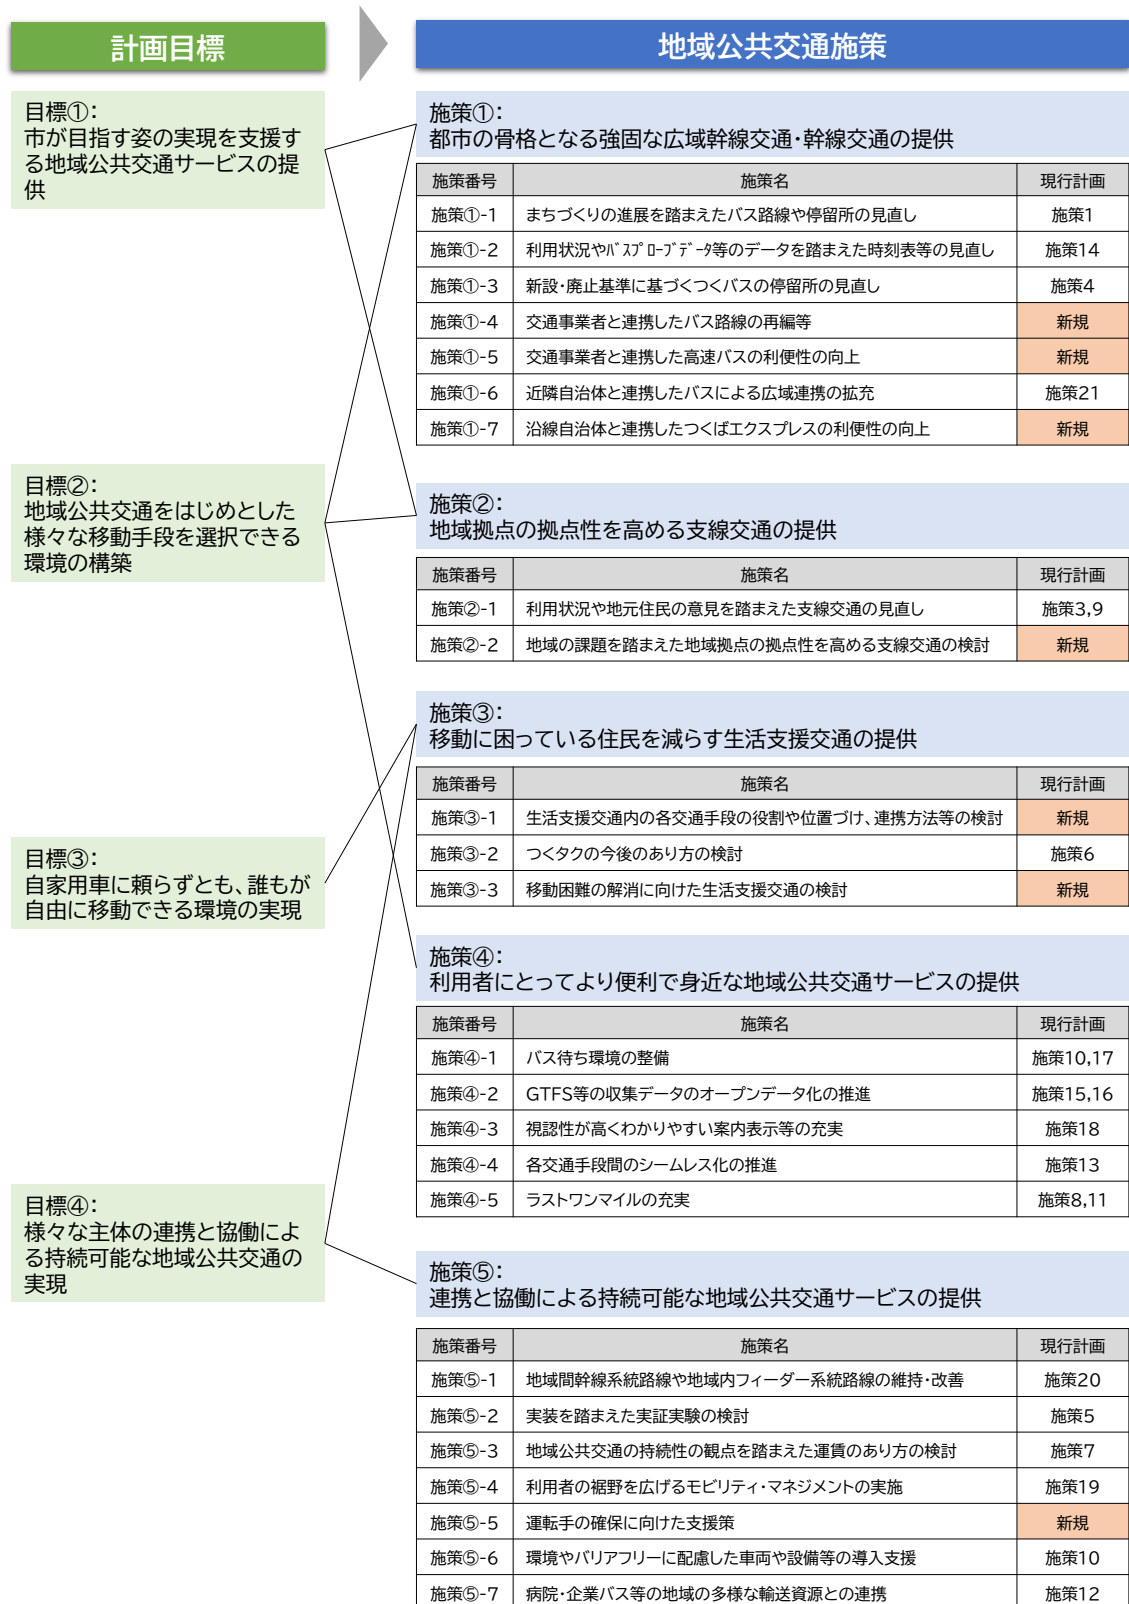 計画目標
地域公共交通施策
目標①：
市が目指す姿の実現を支援す
る地域公共交通サービスの提
供
目標②：
地域公共交通をはじめとした
様々な移動手段を選択できる
環境の構築
目標③：
自家用車に頼らずとも、誰もが
自由に移動できる環境の実現
目標④：
様々な主体の連携と協働によ
る持続可能な地域公共交通の
実現
施策①：
都市の骨格となる強固な広域幹線交通・幹線交通の提供
施策番号 施策名 現行計画
施策①-1 まちづくりの進展を踏まえたバス路線や停留所の見直し 施策1
施策①-2 利用状況やﾊﾞｽﾌﾟﾛｰﾌﾞﾃﾞｰﾀ等のデータを踏まえた時刻表等の見直し 施策14
施策①-3 新設・廃止基準に基づくつくバスの停留所の見直し 施策4
施策①-4 交通事業者と連携したバス路線の再編等 新規
施策①-5 交通事業者と連携した高速バスの利便性の向上 新規
施策①-6 近隣自治体と連携したバスによる広域連携の拡充 施策21
施策①-7 沿線自治体と連携したつくばエクスプレスの利便性の向上 新規
施策②：
地域拠点の拠点性を高める支線交通の提供
施策番号 施策名 現行計画
施策②-1 利用状況や地元住民の意見を踏まえた支線交通の見直し 施策3,9
施策②-2 地域の課題を踏まえた地域拠点の拠点性を高める支線交通の検討 新規
施策③：
移動に困っている住民を減らす生活支援交通の提供
施策番号 施策名 現行計画
施策③-1 生活支援交通内の各交通手段の役割や位置づけ、連携方法等の検討 新規
施策③-2 つくタクの今後のあり方の検討 施策6
施策③-3 移動困難の解消に向けた生活支援交通の検討 新規
施策④：
利用者にとってより便利で身近な地域公共交通サービスの提供
施策番号 施策名 現行計画
施策④-1 バス待ち環境の整備 施策10,17
施策④-2 GTFS等の収集データのオープンデータ化の推進 施策15,16
施策④-3 視認性が高くわかりやすい案内表示等の充実 施策18
施策④-4 各交通手段間のシームレス化の推進 施策13
施策④-5 ラストワンマイルの充実 施策8,11
施策⑤：
連携と協働による持続可能な地域公共交通サービスの提供
施策番号 施策名 現行計画
施策⑤-1 地域間幹線系統路線や地域内フィーダー系統路線の維持・改善 施策20
施策⑤-2 実装を踏まえた実証実験の検討 施策5
施策⑤-3 地域公共交通の持続性の観点を踏まえた運賃のあり方の検討 施策7
施策⑤-4 利用者の裾野を広げるモビリティ・マネジメントの実施 施策19
施策⑤-5 運転手の確保に向けた支援策 新規
施策⑤-6 環境やバリアフリーに配慮した車両や設備等の導入支援 施策10
施策⑤-7 病院・企業バス等の地域の多様な輸送資源との連携 施策12